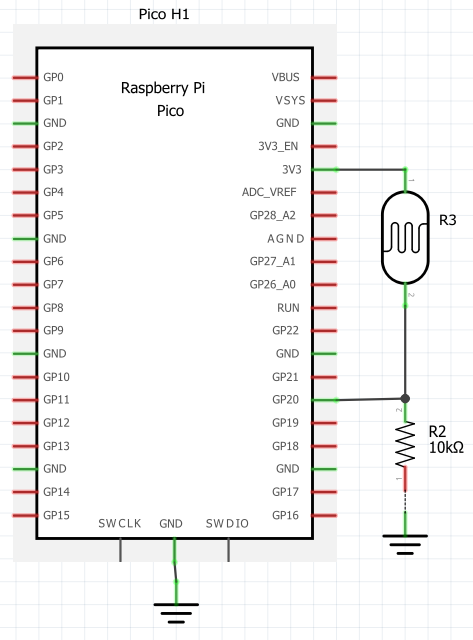 Pico H1
Raspberry Pi
Pico
GP0 VBUS
GP1 VSYS
GND GND
GP2 3V3_EN
GP3 3V3
1
GP4 ADC_VREF
GP5 GP28_A2
R3
GND AGND
GP6 GP27_A1
GP7 GP26_A0
2
GP8 RUN
GP9 GP22
GND GND
GP10 GP21
GP11 GP20
2
GP12 GP19
R2
10kΩ
GP13 GP18
GND GND
1
GP14 GP17
GP15 GP16
SWCLK GND SWDIO